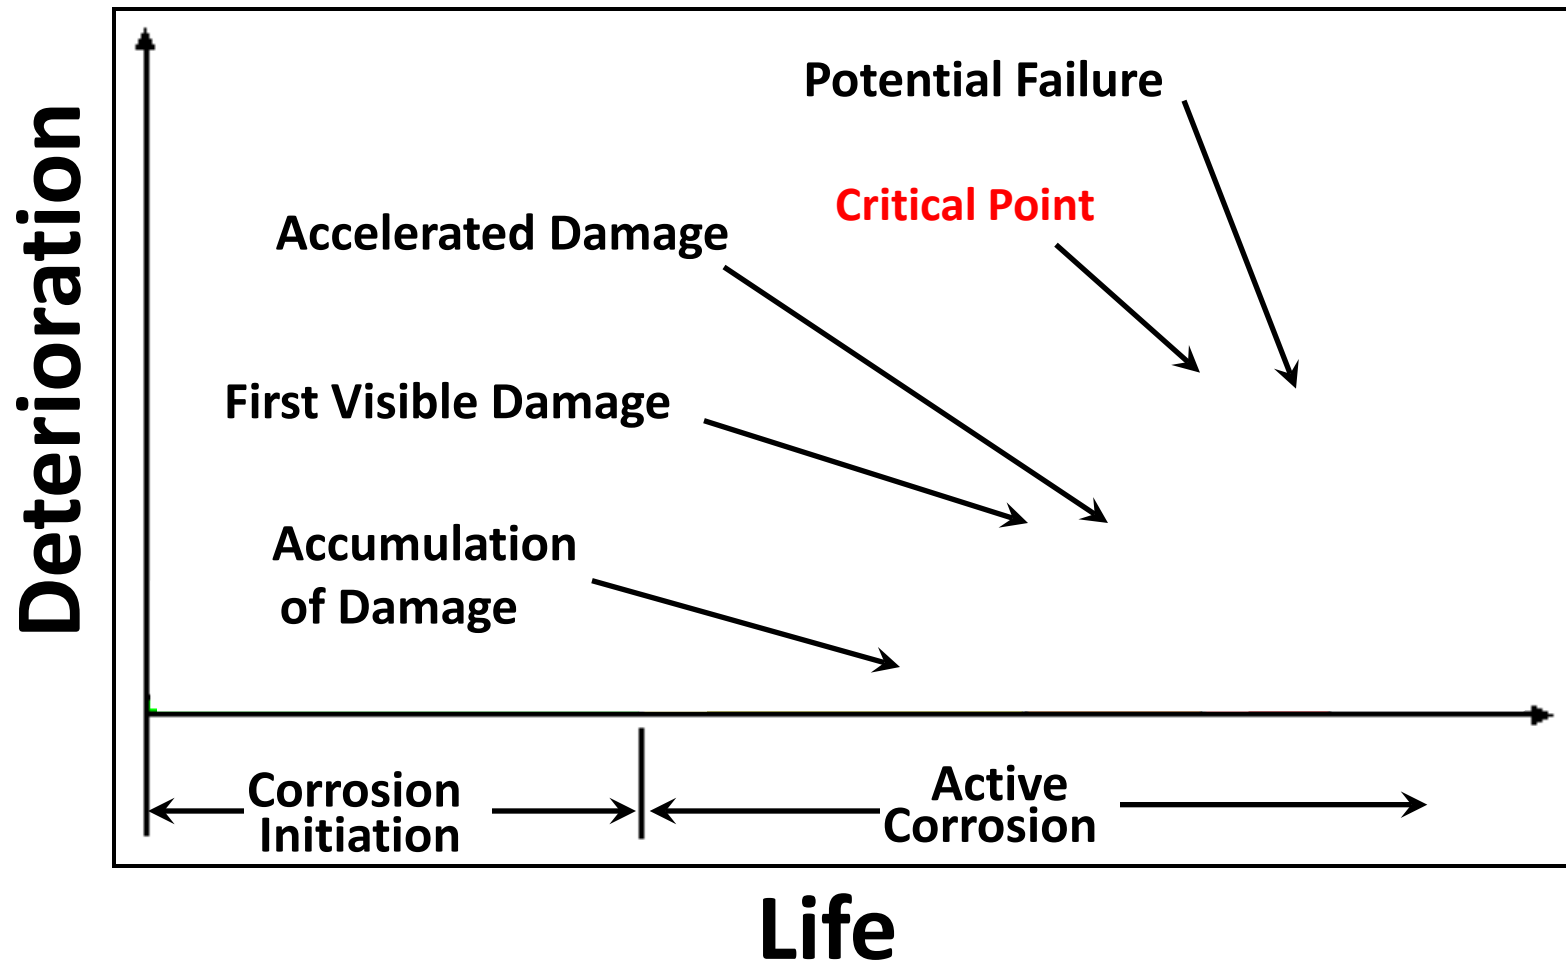 Deterioration
Potential Failure
Critical Point
Accelerated Damage
First Visible Damage
Accumulation
of Damage
Corrosion
Initiation
Active
Corrosion
Life